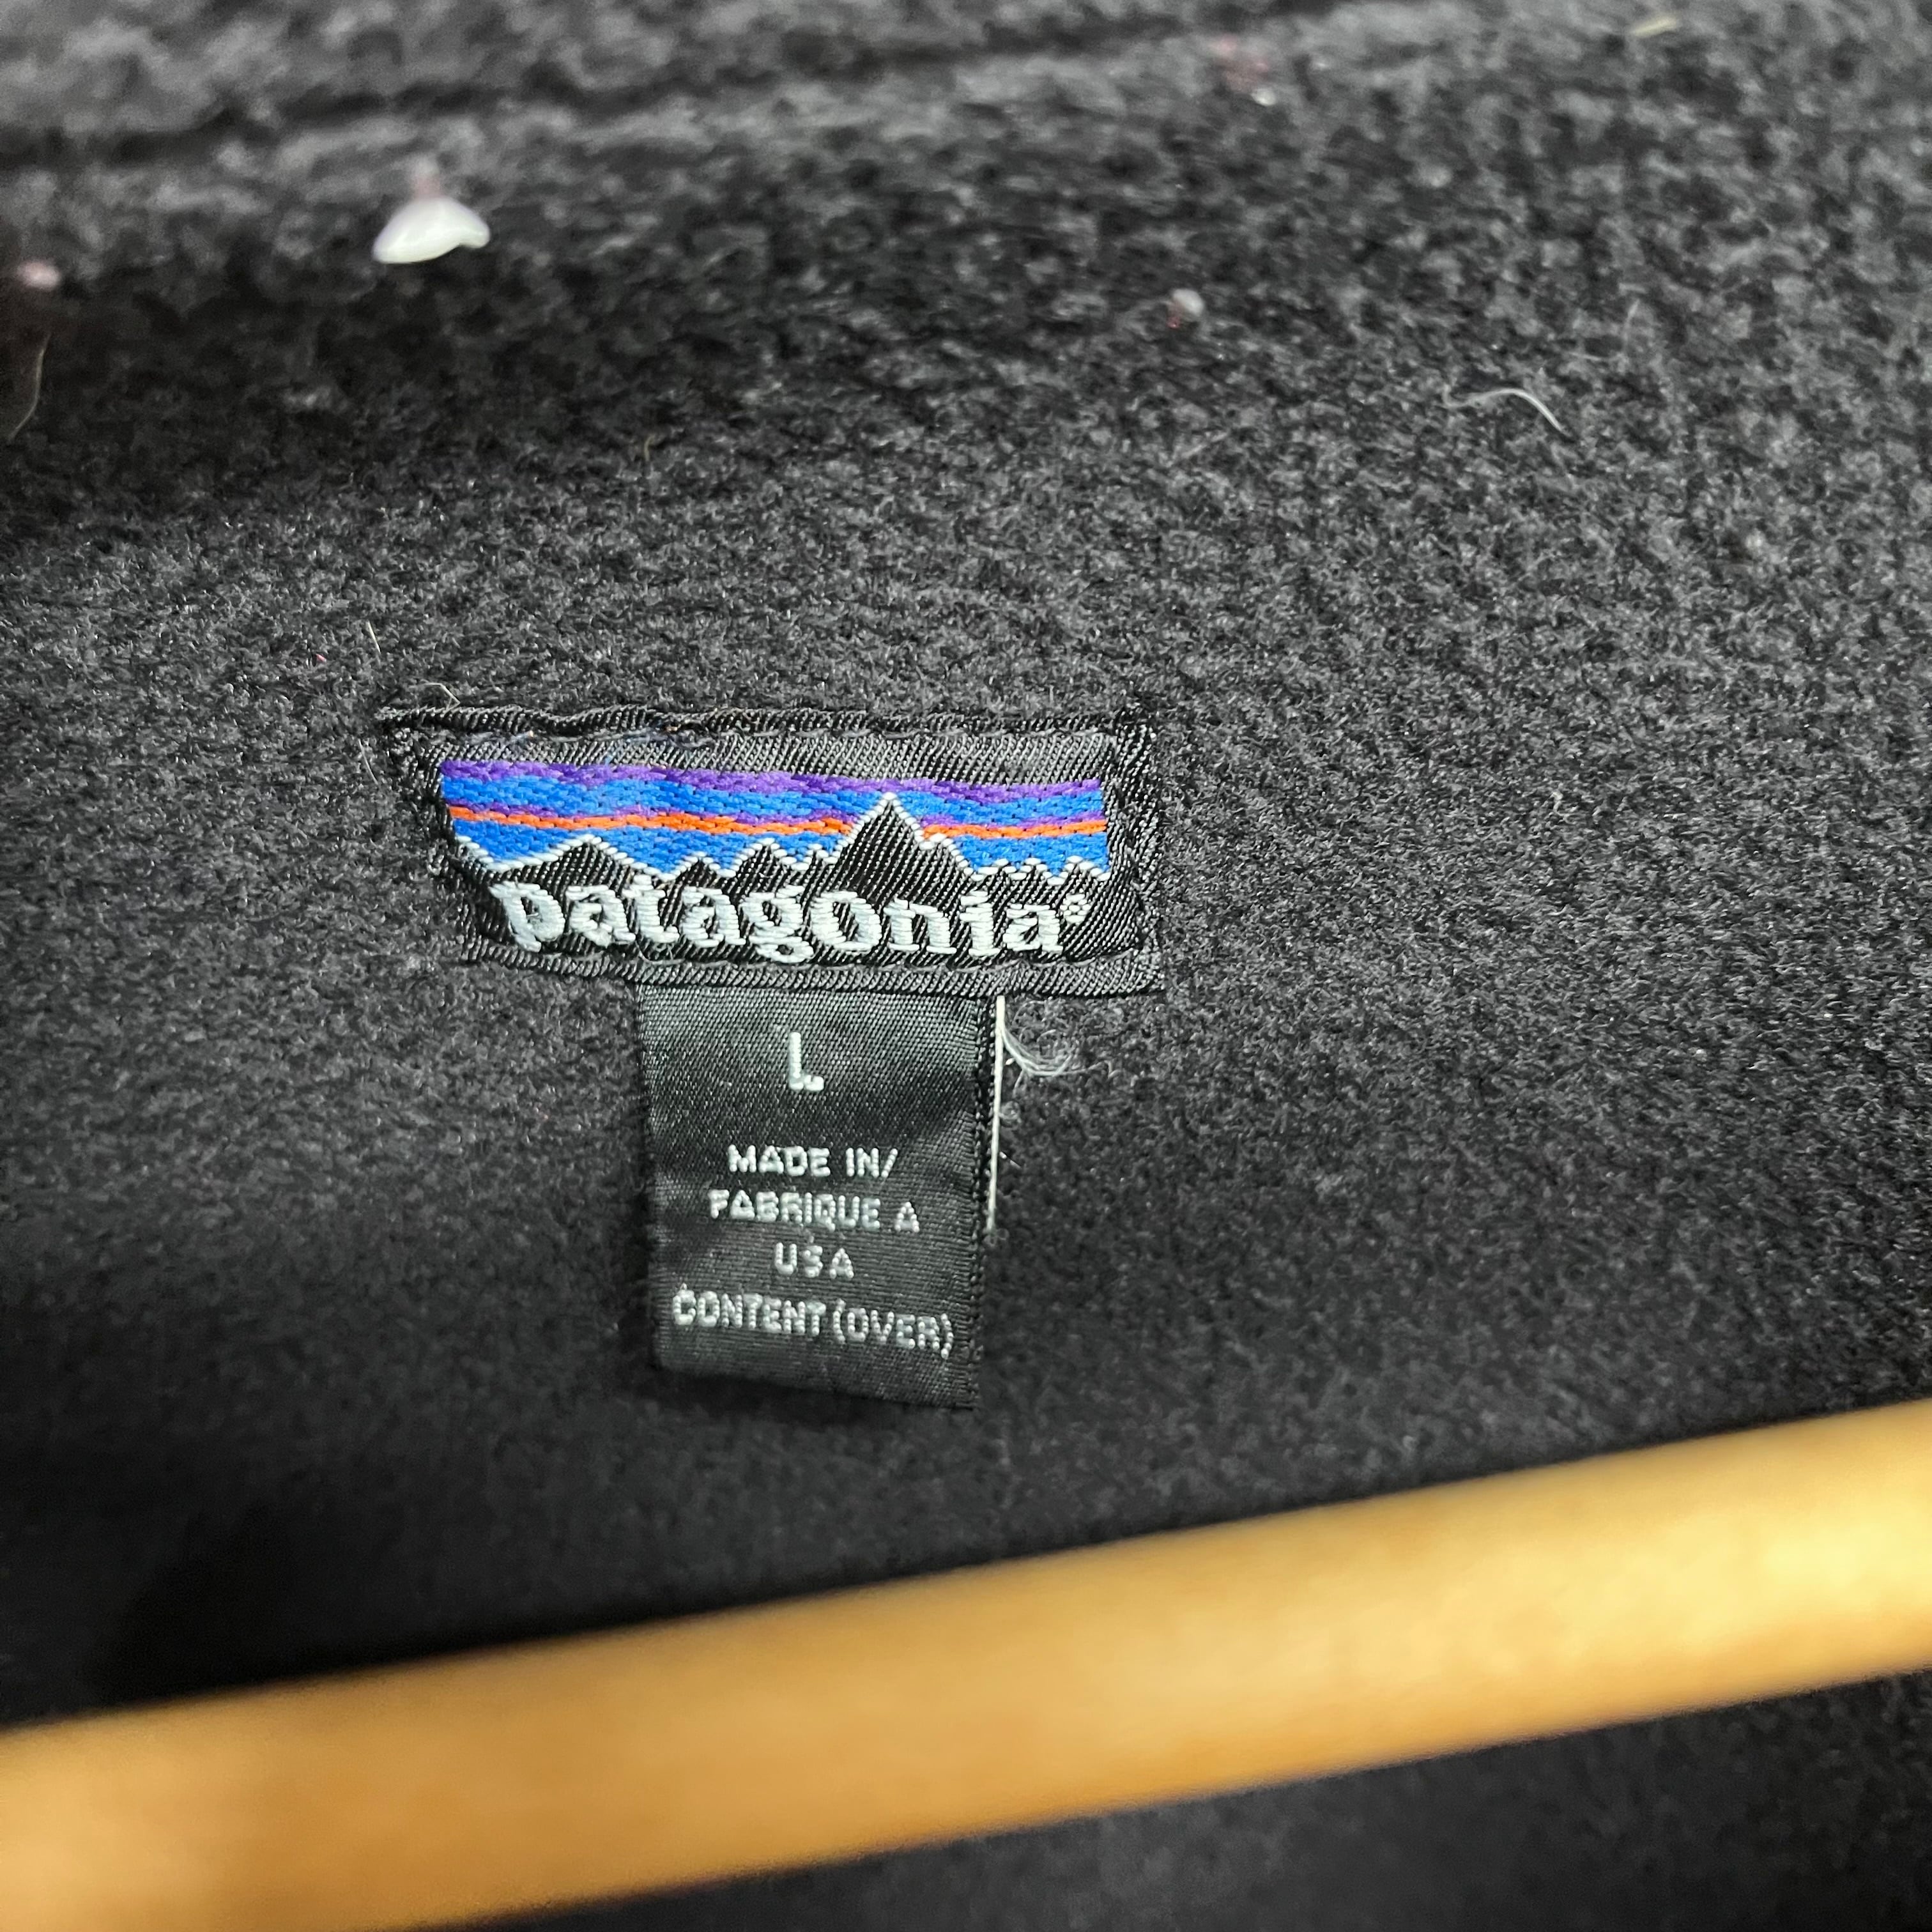 patagonia®
L
MADE IN/
FABRIQUE A
USA
CONTENT (OVER)